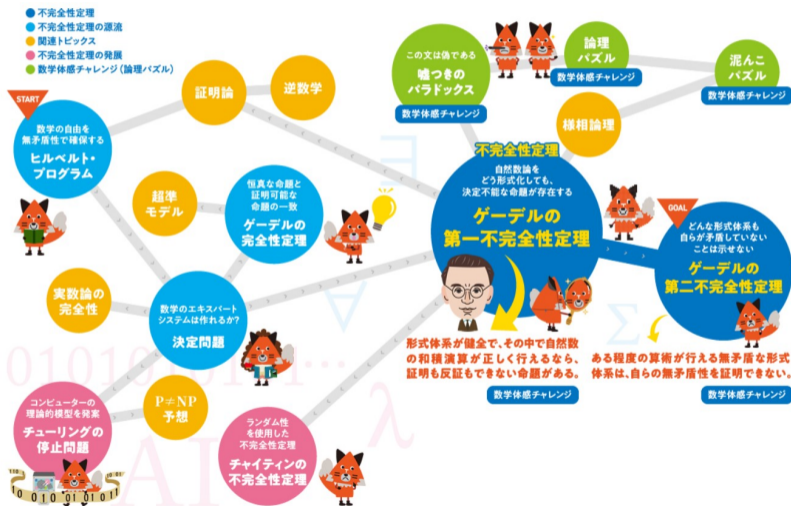 不完全性定理
不完全性定理の源流
関連トピックス
不完全性定理の発展
数学体感チャレンジ（論理パズル）
START
数学の自由を
無矛盾性で確保する
ヒルベルト・
プログラム
証明論
逆数学
この文は偽である
嘘つきの
パラドックス
数学体感チャレンジ
論理
パズル
数学体感チャレンジ
泥んこ
パズル
数学体感チャレンジ
様相論理
超準
モデル
恒真な命題と
証明可能な
命題の一致
ゲーデルの
完全性定理
不完全性定理
自然数論を
どう形式化しても、
決定不能な命題が存在する
ゲーデルの
第一不完全性定理
GOAL
どんな形式体系も
自らが矛盾していない
ことは示せない
ゲーデルの
第二不完全性定理
実数論の
完全性
数学のエキスパート
システムは作れるか?
決定問題
形式体系が健全で、その中で自然数
の和積演算が正しく行えるなら、
証明も反証もできない命題がある。
数学体感チャレンジ
ある程度の算術が行える無矛盾な形式
体系は、自らの無矛盾性を証明できない。
数学体感チャレンジ
コンピューターの
理論的模型を発案
チューリングの
停止問題
P≠NP
予想
ランダム性
を使用した
不完全性定理
チャイティンの
不完全性定理
E
∀
Σ
λ
AI